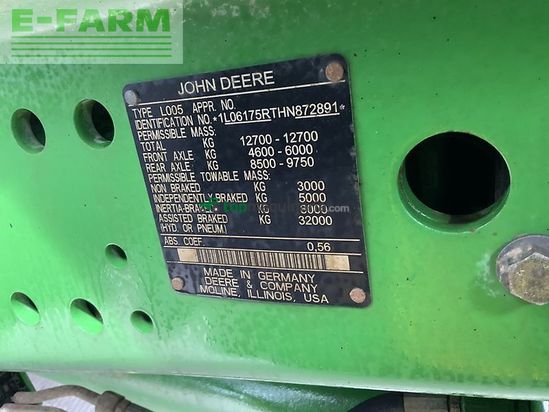 E-FARM
JOHN DEERE
TYPE L005 APPR. NO.
IDENTIFICATION NO. *1L06175RTHN872891*
PERMISSIBLE MASS:
TOTAL KG 12700 - 12700
FRONT AXLE KG 4600 - 6000
REAR AXLE KG 8500 - 9750
PERMISSIBLE TOWABLE MASS:
NON BRAKED KG 3000
INDEPENDENTLY-BRAKED KG 5000
INERTIA-BRAKED KG 8000
ASSISTED BRAKED KG 32000
(HYD. OR PNEUM)
ABS. COEF. 0,56
MADE IN GERMANY
DEERE & COMPANY
MOLINE, ILLINOIS, USA